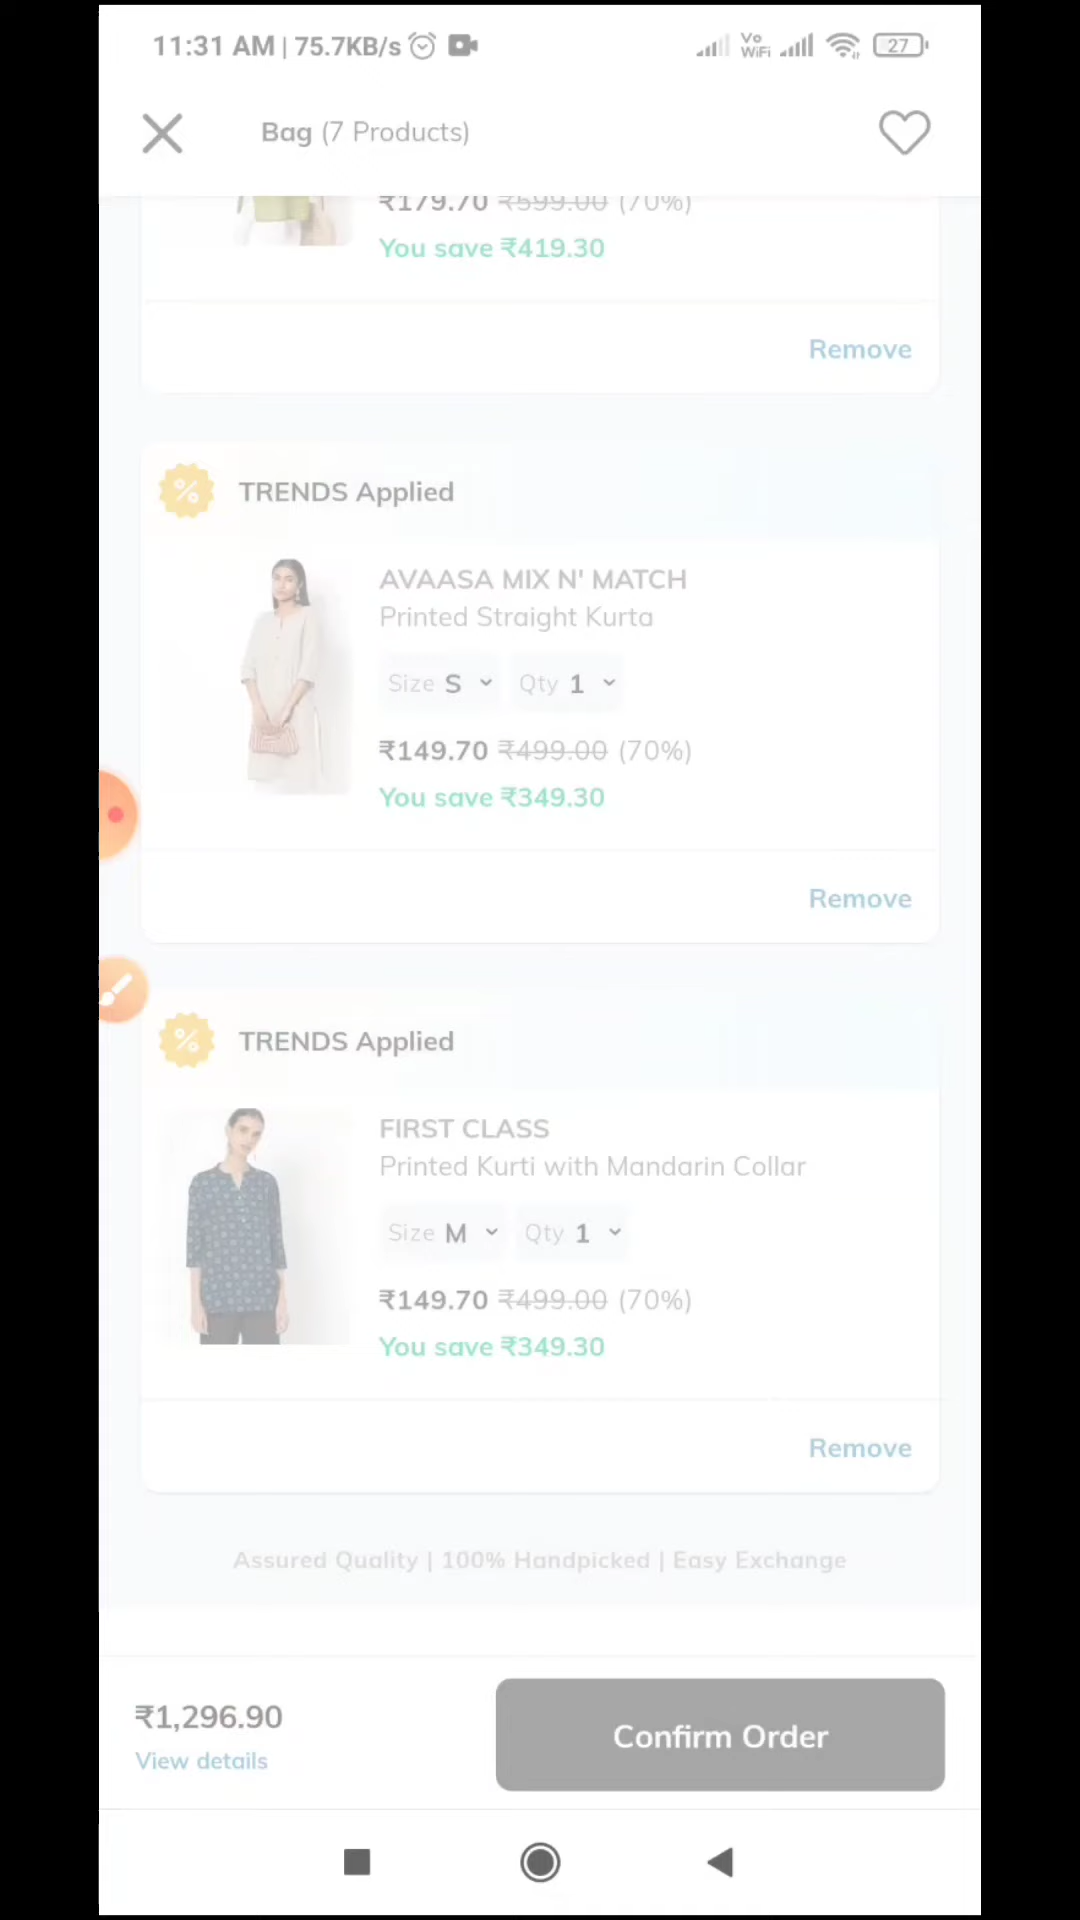 11:31 AM | 75.7KB/s Vo WiFi 27
Bag (7 Products)
₹179.70 ₹599.00 (70%)
You save ₹419.30
Remove
TRENDS Applied
AVAASA MIX N' MATCH
Printed Straight Kurta
Size S Qty 1
₹149.70 ₹499.00 (70%)
You save ₹349.30
Remove
TRENDS Applied
FIRST CLASS
Printed Kurti with Mandarin Collar
Size M Qty 1
₹149.70 ₹499.00 (70%)
You save ₹349.30
Remove
Assured Quality | 100% Handpicked | Easy Exchange
₹1,296.90
View details
Confirm Order